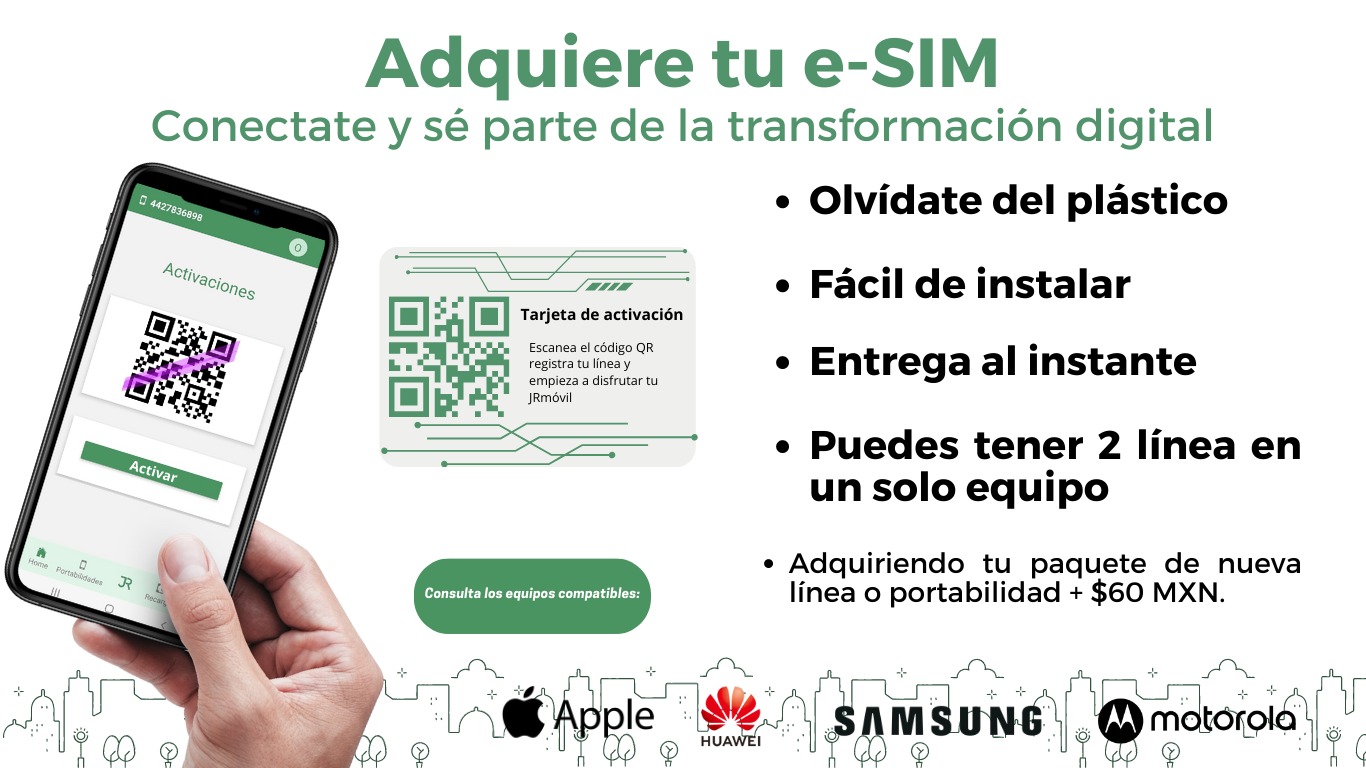 Adquiere tu e-SIM
Conectate y sé parte de la transformación digital
4427836898
O
Activaciones
Activar
Home
Portabilidades
JR
Tarjeta de activación
Escanea el código QR
registra tu línea y
empieza a disfrutar tu
JRmóvil
Consulta los equipos compatibles:
• Olvídate del plástico
• Fácil de instalar
• Entrega al instante
• Puedes tener 2 línea en
un solo equipo
• Adquiriendo tu paquete de nueva
línea o portabilidad + $60 MXN.
Apple
HUAWEI
SAMSUNG
motorola